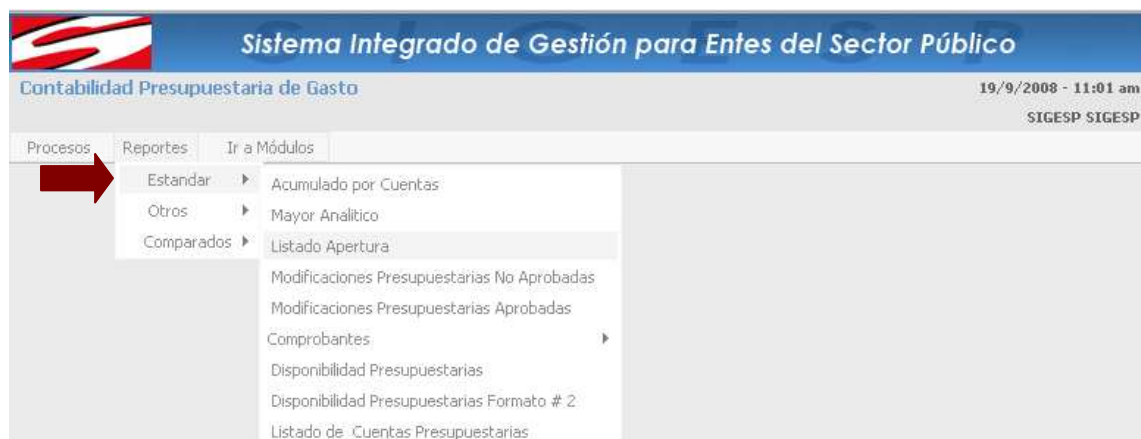 Sistema Integrado de Gestión para Entes del Sector Público
Contabilidad Presupuestaria de Gasto
19/9/2008 - 11:01 am
SIGESP SIGESP
Procesos Reportes Ir a Módulos
Estandar
Otros
Comparados
Acumulado por Cuentas
Mayor Analitico
Listado Apertura
Modificaciones Presupuestarias No Aprobadas
Modificaciones Presupuestarias Aprobadas
Comprobantes
Disponibilidad Presupuestarias
Disponibilidad Presupuestarias Formato # 2
Listado de Cuentas Presupuestarias